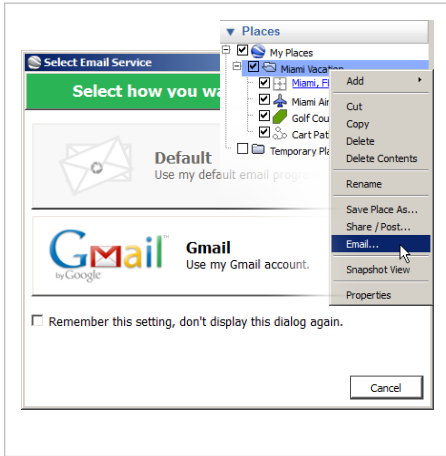 Places
My Places
Miami Vacation
Miami, Fl
Miami Air
Golf Cou
Cart Pat
Temporary Pla
Add
Cut
Copy
Delete
Delete Contents
Rename
Save Place As...
Share / Post...
Email...
Snapshot View
Properties
Select Email Service
Select how you wa
Default
Use my default email progra
Gmail
by Google
Gmail
Use my Gmail account.
Remember this setting, don't display this dialog again.
Cancel